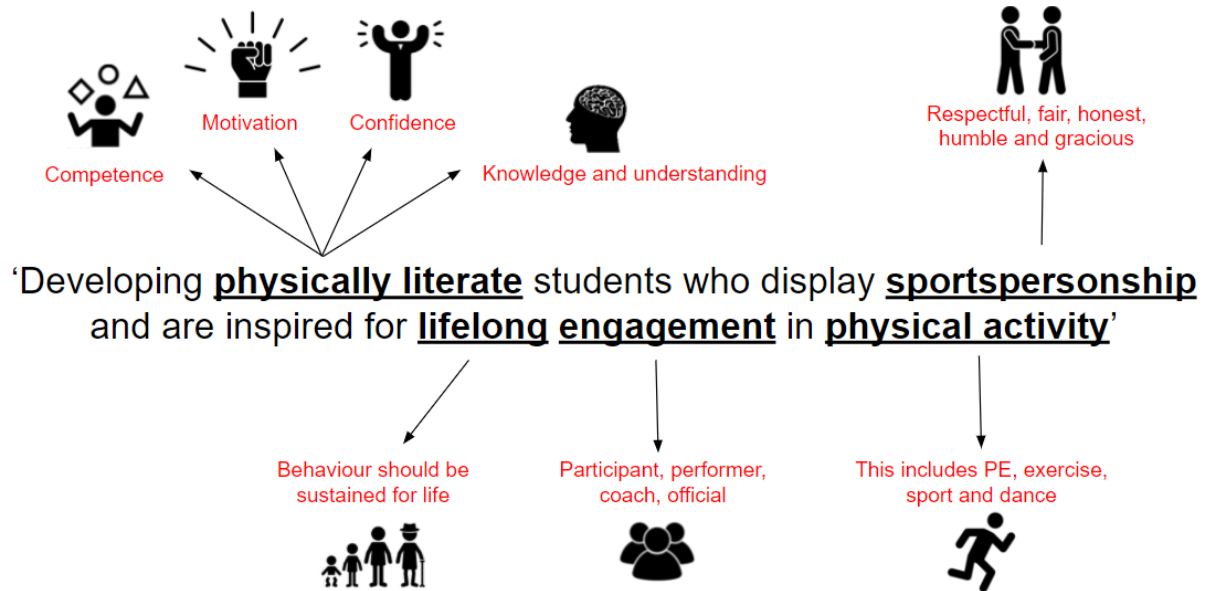 Motivation
Confidence
Competence
Knowledge and understanding
Respectful, fair, honest,
humble and gracious
‘Developing physically literate students who display sportspersonship
and are inspired for lifelong engagement in physical activity’
Behaviour should be
sustained for life
Participant, performer,
coach, official
This includes PE, exercise,
sport and dance